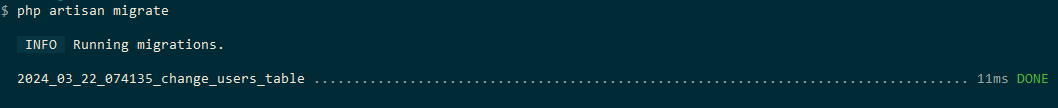 $ php artisan migrate
INFO Running migrations.
2024_03_22_074135_change_users_table .................................................................................. 11ms DONE